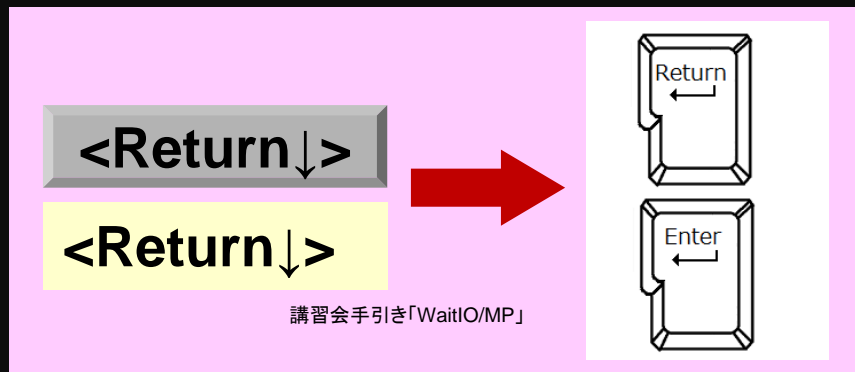 <Return↓>
<Return↓>
講習会手引き「WaitIO/MP」
Return
Enter